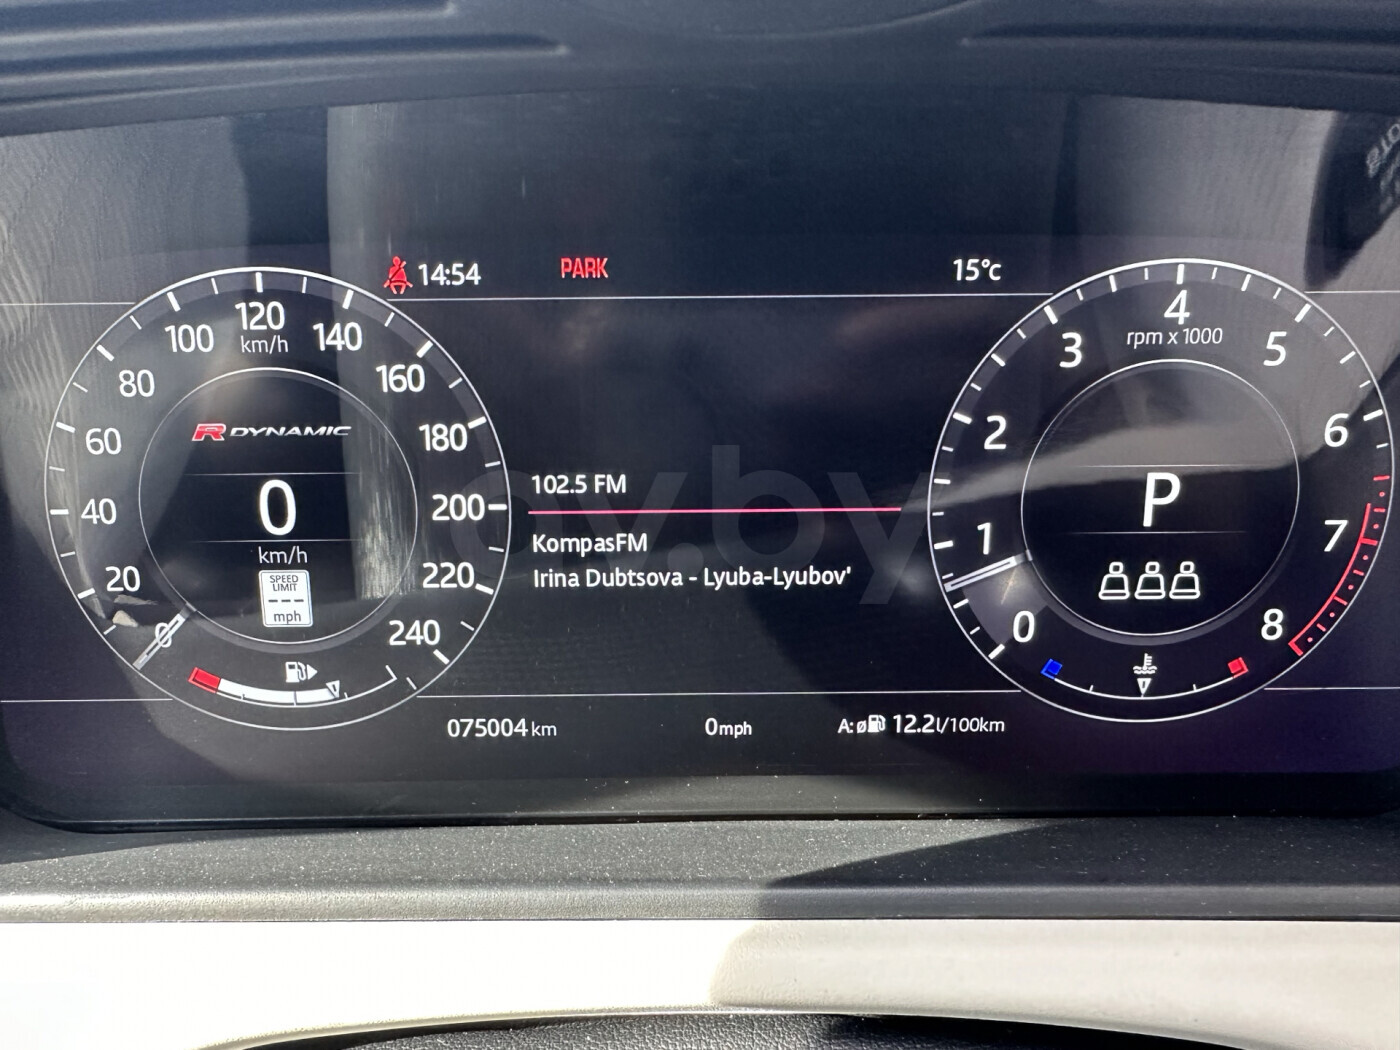 14:54 PARK 15°c
0 20 40 60 80 100 120 140 160 180 200 220 240
km/h
R DYNAMIC
0
km/h
SPEED
LIMIT
---
mph
102.5 FM
KompasFM
Irina Dubtsova - Lyuba-Lyubov'
av.by
0 1 2 3 4 5 6 7 8
rpm x 1000
P
075004 km 0mph A:ø 12.2l/100km